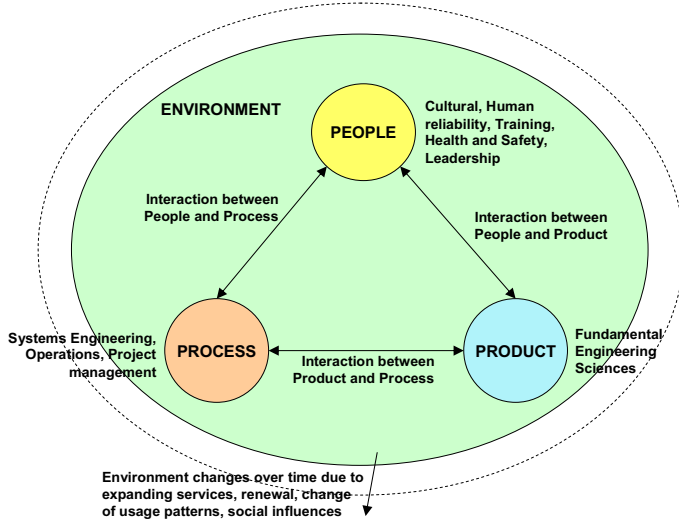 ENVIRONMENT
PEOPLE
Cultural, Human
reliability, Training,
Health and Safety,
Leadership
Interaction between
People and Process
Interaction between
People and Product
Systems Engineering,
Operations, Project
management
PROCESS
Interaction between
Product and Process
PRODUCT
Fundamental
Engineering
Sciences
Environment changes over time due to
expanding services, renewal, change
of usage patterns, social influences